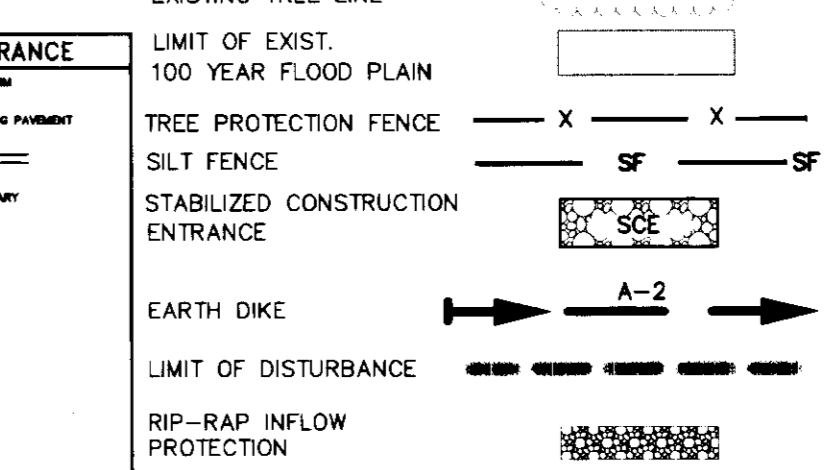 EXISTING TREE LINE
RANCE
LIMIT OF EXIST.
100 YEAR FLOOD PLAIN
G PAVEMENT
TREE PROTECTION FENCE X X
SILT FENCE SF SF
STABILIZED CONSTRUCTION
ENTRANCE SCE
EARTH DIKE A-2
LIMIT OF DISTURBANCE
RIP-RAP INFLOW
PROTECTION